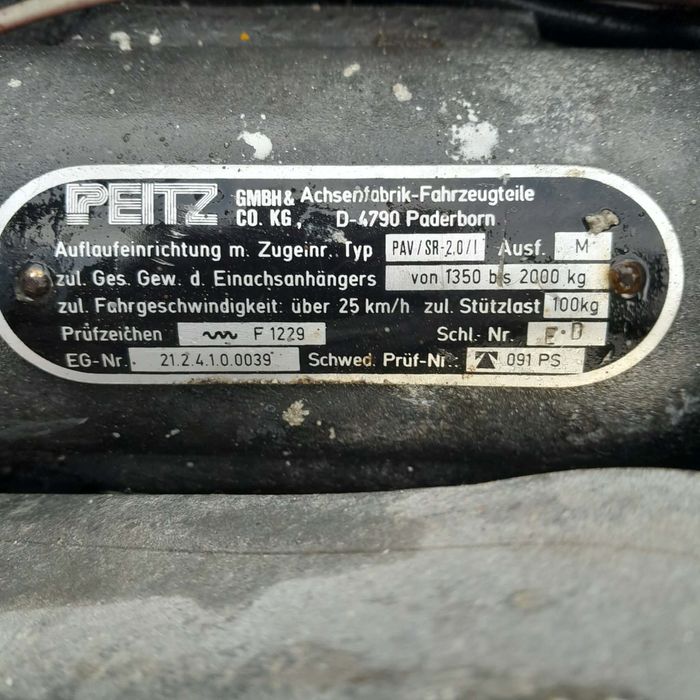 PEITZ GMBH & CO. KG, Achsenfabrik-Fahrzeugteile
D-4790 Paderborn
Auflaufeinrichtung m. Zugeinr. Typ PAV/SR-2.0/I Ausf. M
zul. Ges. Gew. d. Einachsanhängers von 1350 bis 2000 kg
zul. Fahrgeschwindigkeit: über 25 km/h zul. Stützlast 100kg
Prüfzeichen F 1229 Schl.-Nr. E·D
EG-Nr. 21.2.4.1.0.0039 Schwed. Prüf-Nr.: 091 PS